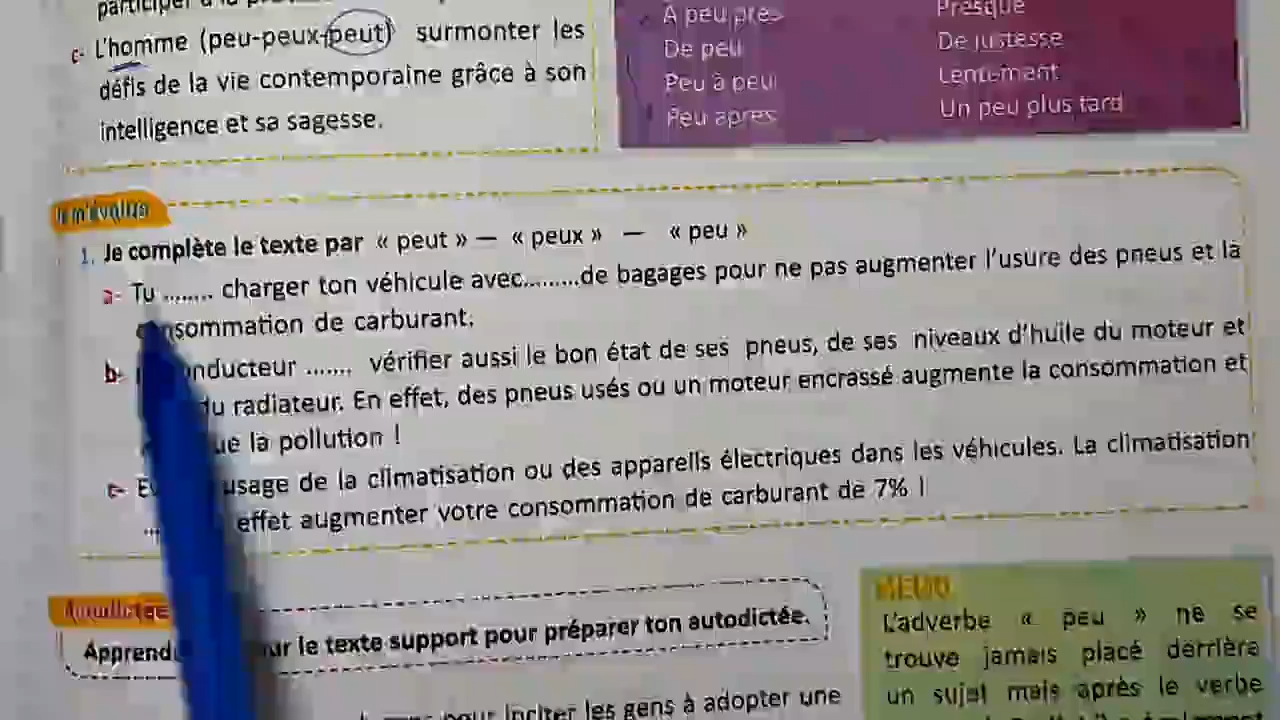 participer à la
c- L'homme (peu-peux-peut) surmonter les
défis de la vie contemporaine grâce à son
intelligence et sa sagesse.
A peu près Presque
De peu De justesse
Peu à peu Lentemant
Peu après Un peu plus tard
Je m'évalue
1. Je complète le texte par « peut » — « peux » — « peu »
a- Tu ........ charger ton véhicule avec.........de bagages pour ne pas augmenter l'usure des pneus et la
consommation de carburant.
b- nducteur ....... vérifier aussi le bon état de ses pneus, de ses niveaux d'huile du moteur et
du radiateur. En effet, des pneus usés ou un moteur encrassé augmente la consommation et
ue la pollution !
c- usage de la climatisation ou des appareils électriques dans les véhicules. La climatisation
... effet augmenter votre consommation de carburant de 7% !
Autodictée
Apprend ur le texte support pour préparer ton autodictée.
pour inciter les gens à adopter une
MEMO
L'adverbe « peu » ne se
trouve jamais placé derrière
un sujet mais après le verbe